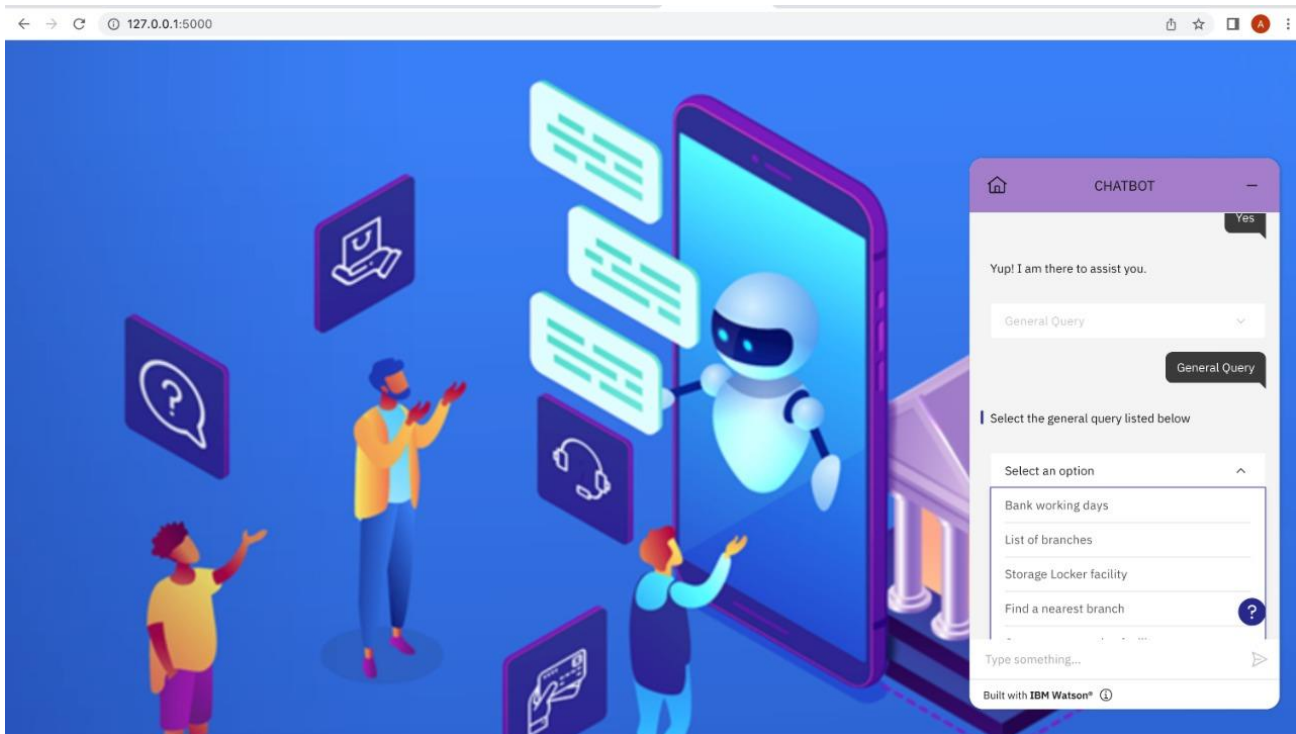 127.0.0.1:5000
A
CHATBOT
Yes
Yup! I am there to assist you.
General Query
General Query
Select the general query listed below
Select an option
Bank working days
List of branches
Storage Locker facility
Find a nearest branch
?
Type something...
Built with IBM Watson®